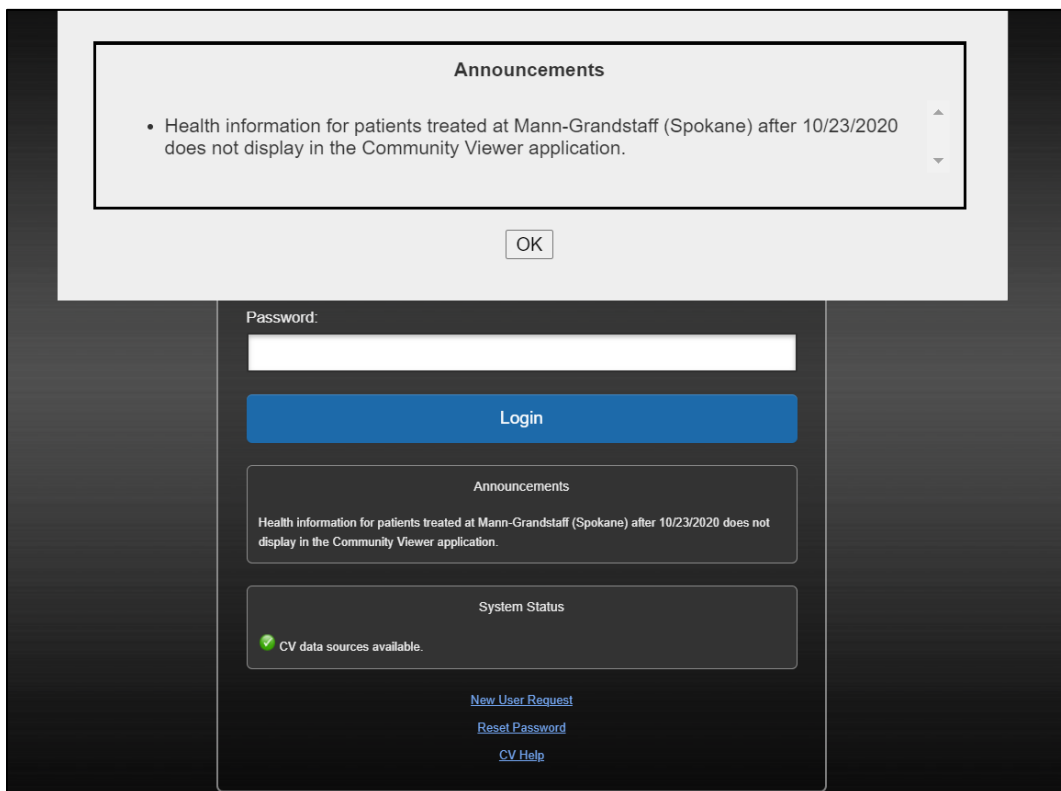 Announcements
• Health information for patients treated at Mann-Grandstaff (Spokane) after 10/23/2020
does not display in the Community Viewer application.
OK
Password:
Login
Announcements
Health information for patients treated at Mann-Grandstaff (Spokane) after 10/23/2020 does not
display in the Community Viewer application.
System Status
CV data sources available.
New User Request
Reset Password
CV Help